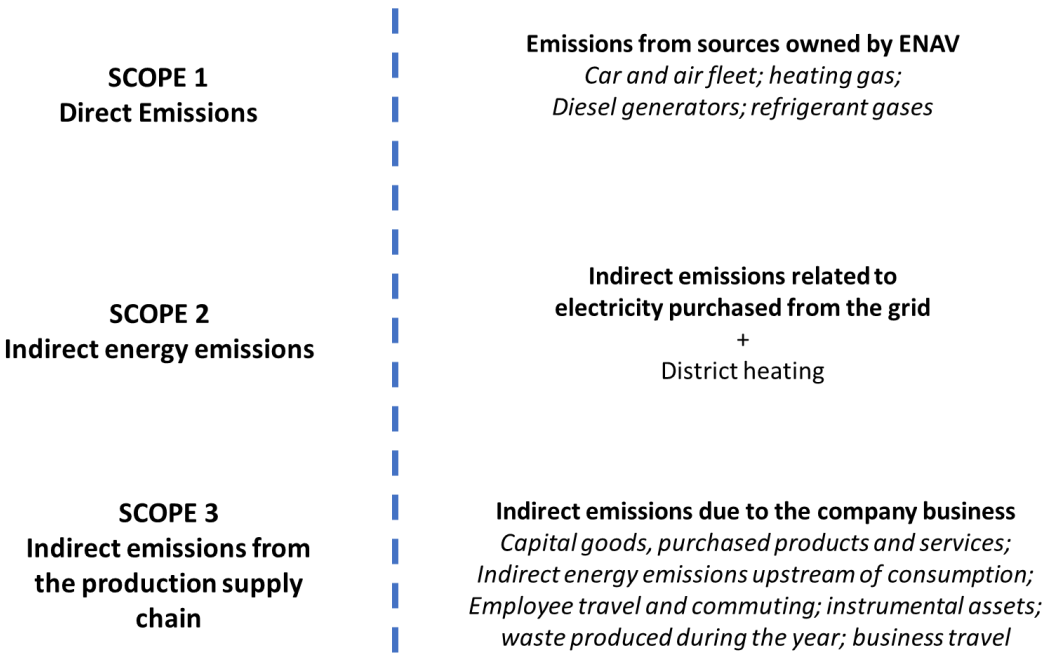 SCOPE 1
Direct Emissions
Emissions from sources owned by ENAV
Car and air fleet; heating gas;
Diesel generators; refrigerant gases
SCOPE 2
Indirect energy emissions
Indirect emissions related to
electricity purchased from the grid
+
District heating
SCOPE 3
Indirect emissions from
the production supply
chain
Indirect emissions due to the company business
Capital goods, purchased products and services;
Indirect energy emissions upstream of consumption;
Employee travel and commuting; instrumental assets;
waste produced during the year; business travel